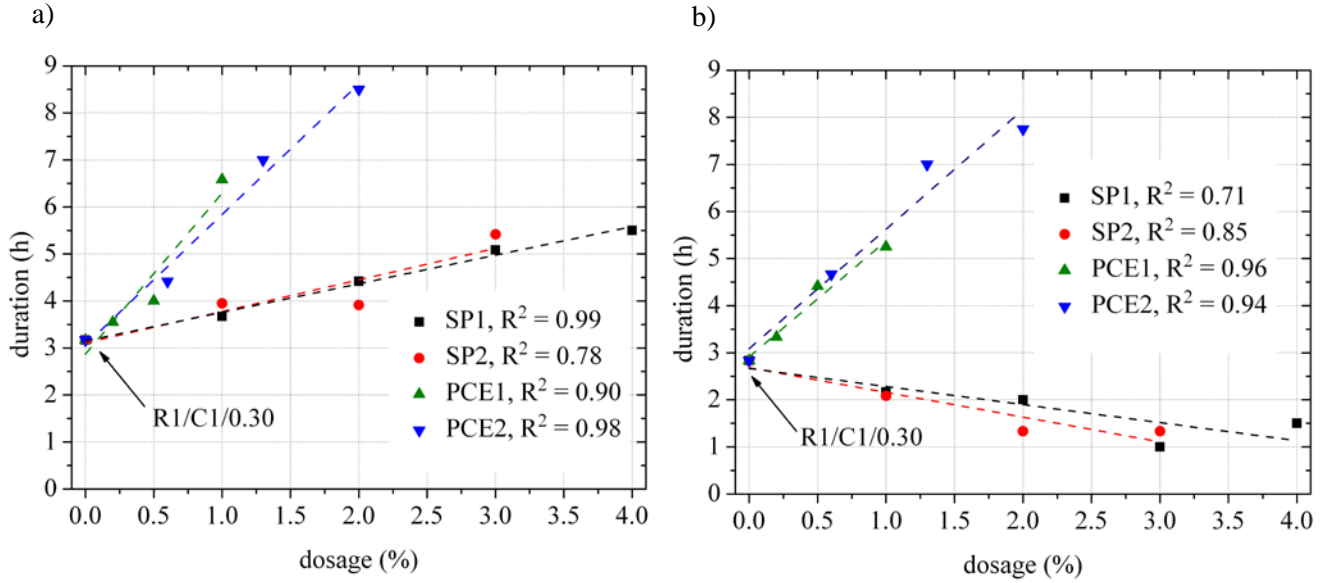 a)
9
8
7
6
5
4
3
2
1
0
duration (h)
SP1, R² = 0.99
SP2, R² = 0.78
PCE1, R² = 0.90
PCE2, R² = 0.98
R1/C1/0.30
0.0 0.5 1.0 1.5 2.0 2.5 3.0 3.5 4.0
dosage (%)
b)
9
8
7
6
5
4
3
2
1
0
duration (h)
SP1, R² = 0.71
SP2, R² = 0.85
PCE1, R² = 0.96
PCE2, R² = 0.94
R1/C1/0.30
0.0 0.5 1.0 1.5 2.0 2.5 3.0 3.5 4.0
dosage (%)